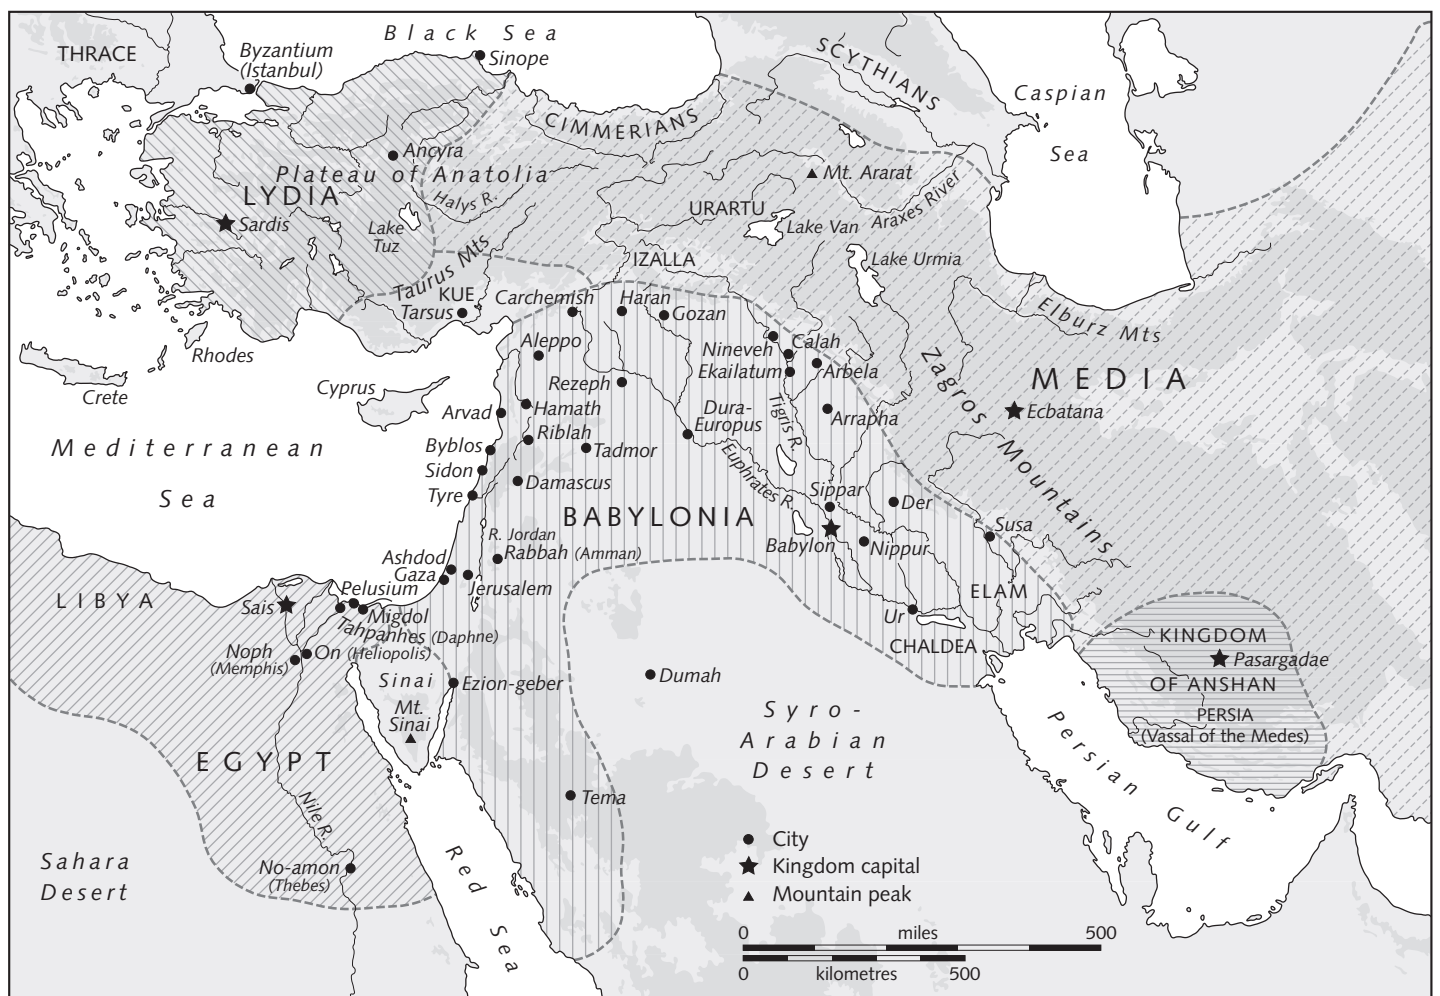 Black Sea
THRACE
Byzantium
(Istanbul)
Sinope
SCYTHIANS
Caspian
Sea
CIMMERIANS
Ancyra
Plateau of Anatolia
LYDIA
Halys R.
Mt. Ararat
Araxes River
URARTU
Sardis
Lake
Tuz
Lake Van
Lake Urmia
Taurus Mts
IZALLA
KUE
Tarsus
Carchemish
Haran
Gozan
Elburz Mts
Rhodes
Aleppo
Nineveh
Calah
Ekailatum
Arbela
Zagros Mountains
MEDIA
Crete
Cyprus
Rezeph
Arvad
Hamath
Dura-
Europus
Tigris R.
Arrapha
Ecbatana
Mediterranean
Sea
Byblos
Riblah
Tadmor
Sidon
Euphrates R.
Tyre
Damascus
Sippar
Der
BABYLONIA
Susa
R. Jordan
Babylon
Nippur
Ashdod
Rabbah (Amman)
Gaza
Jerusalem
LIBYA
Sais
Pelusium
Migdol
Tahpanhes (Daphne)
ELAM
Ur
CHALDEA
KINGDOM
OF ANSHAN
Pasargadae
PERSIA
(Vassal of the Medes)
Noph
(Memphis)
On (Heliopolis)
Sinai
Ezion-geber
Mt.
Sinai
Dumah
Syro-
Arabian
Desert
Persian Gulf
EGYPT
Nile R.
Tema
Sahara
Desert
No-amon
(Thebes)
Red Sea
City
Kingdom capital
Mountain peak
0 miles 500
0 kilometres 500